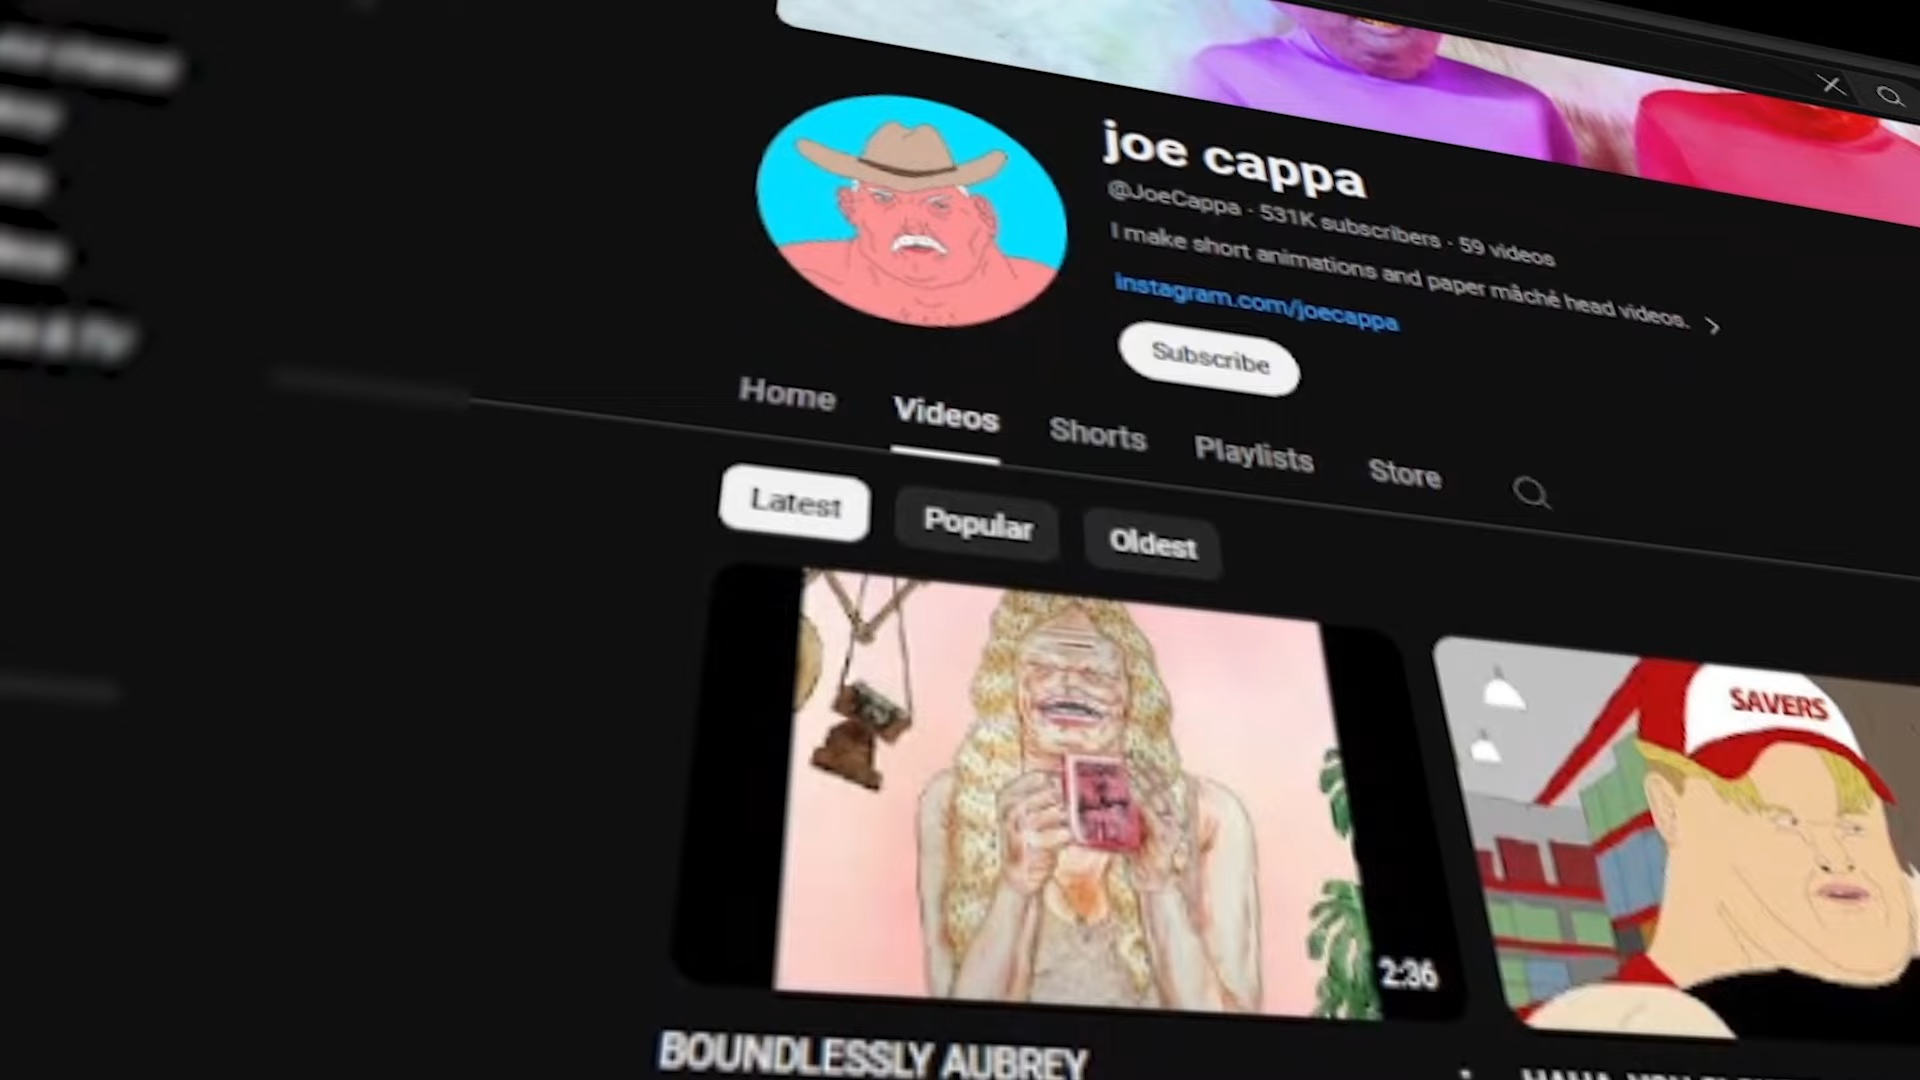 joe cappa
@JoeCappa · 531K subscribers · 59 videos
I make short animations and paper mâché head videos.
instagram.com/joecappa
Subscribe
Home Videos Shorts Playlists Store
Latest Popular Oldest
SAVERS
2:36
BOUNDLESSLY AUBREY